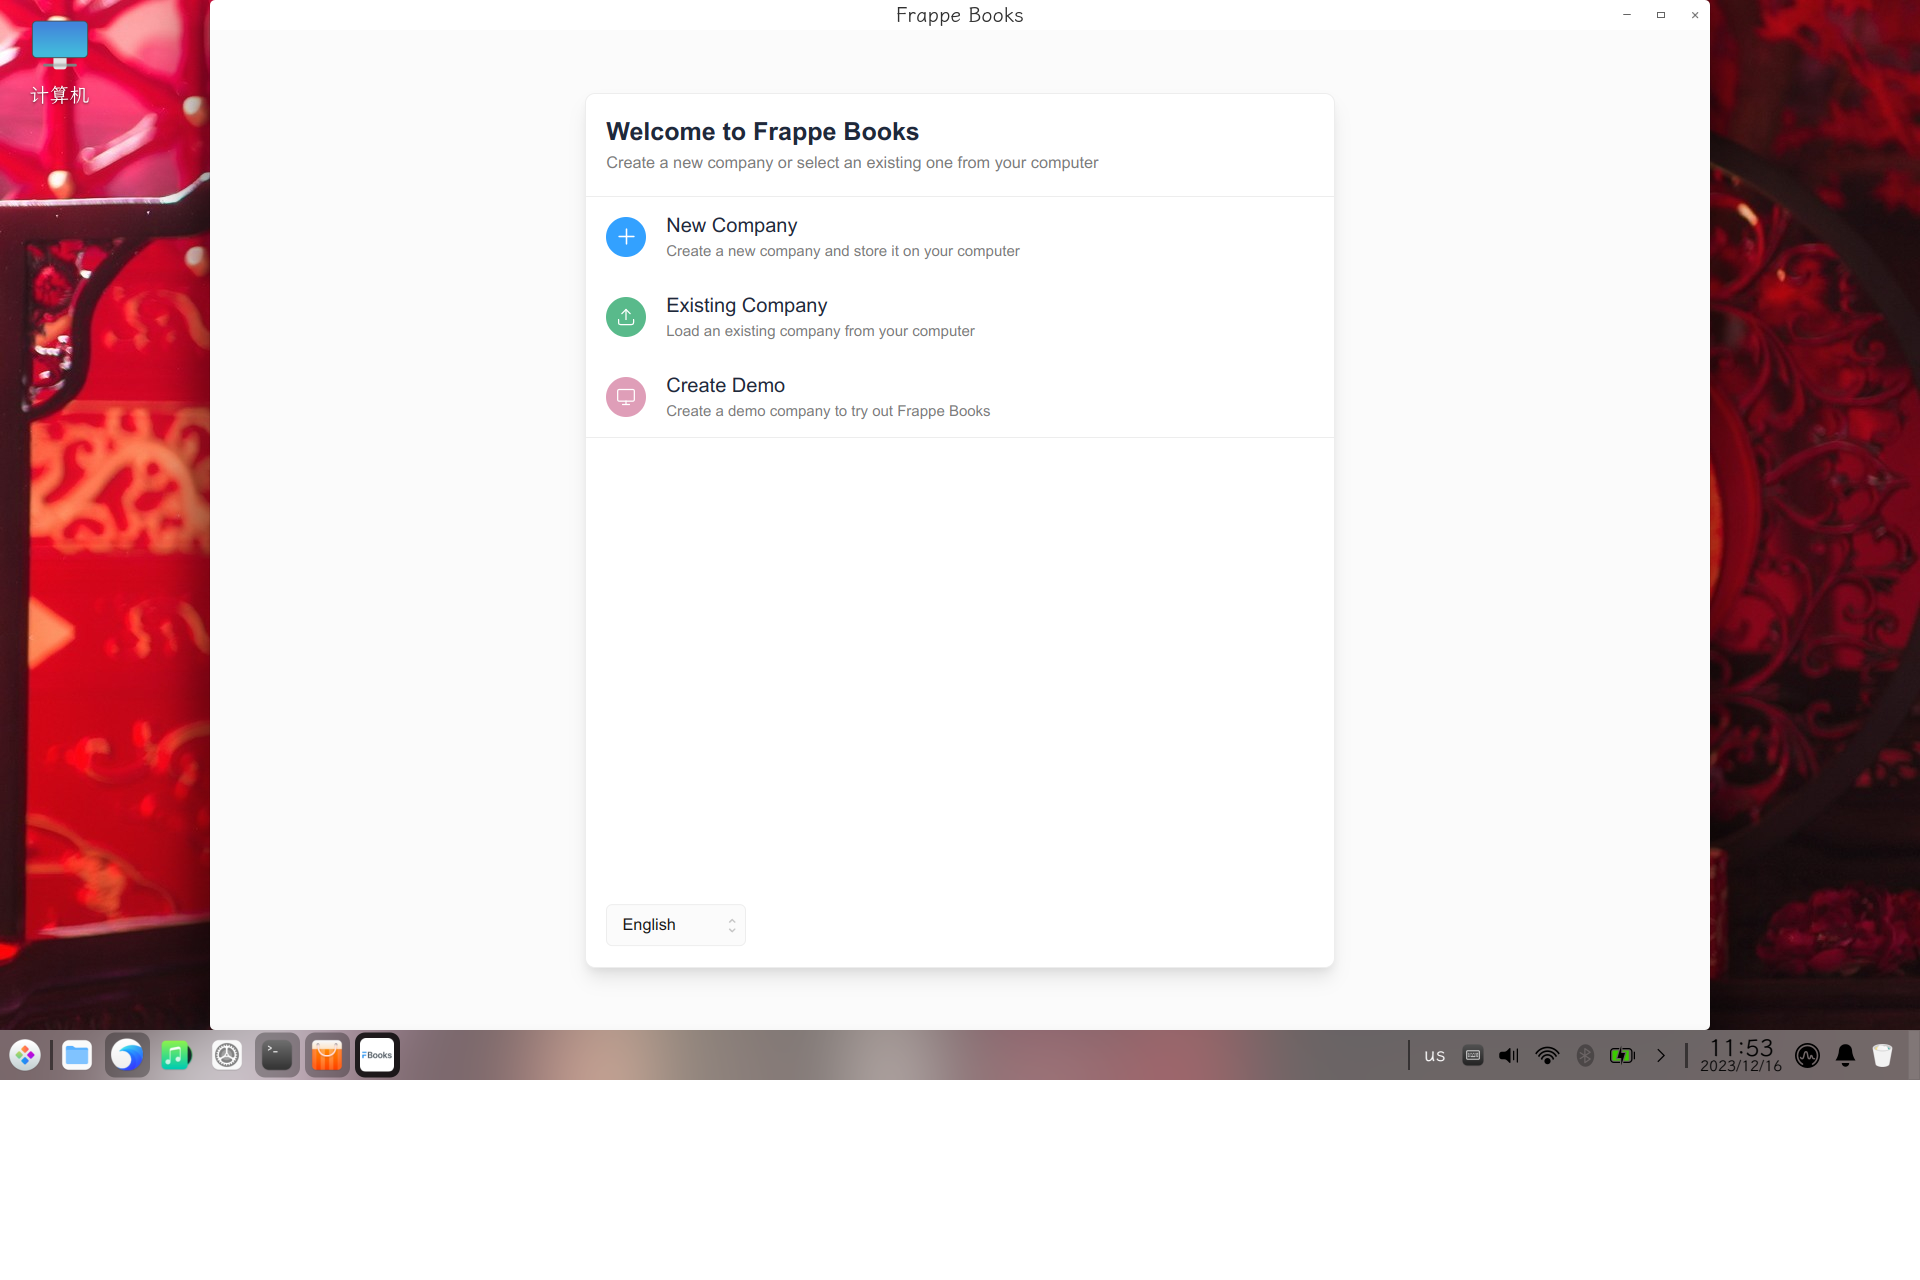 Frappe Books
计算机
Welcome to Frappe Books
Create a new company or select an existing one from your computer
New Company
Create a new company and store it on your computer
Existing Company
Load an existing company from your computer
Create Demo
Create a demo company to try out Frappe Books
English
>_
FBooks
us
11:53
2023/12/16